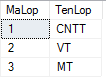 MaLop TenLop
1 CNTT
2 VT
3 MT